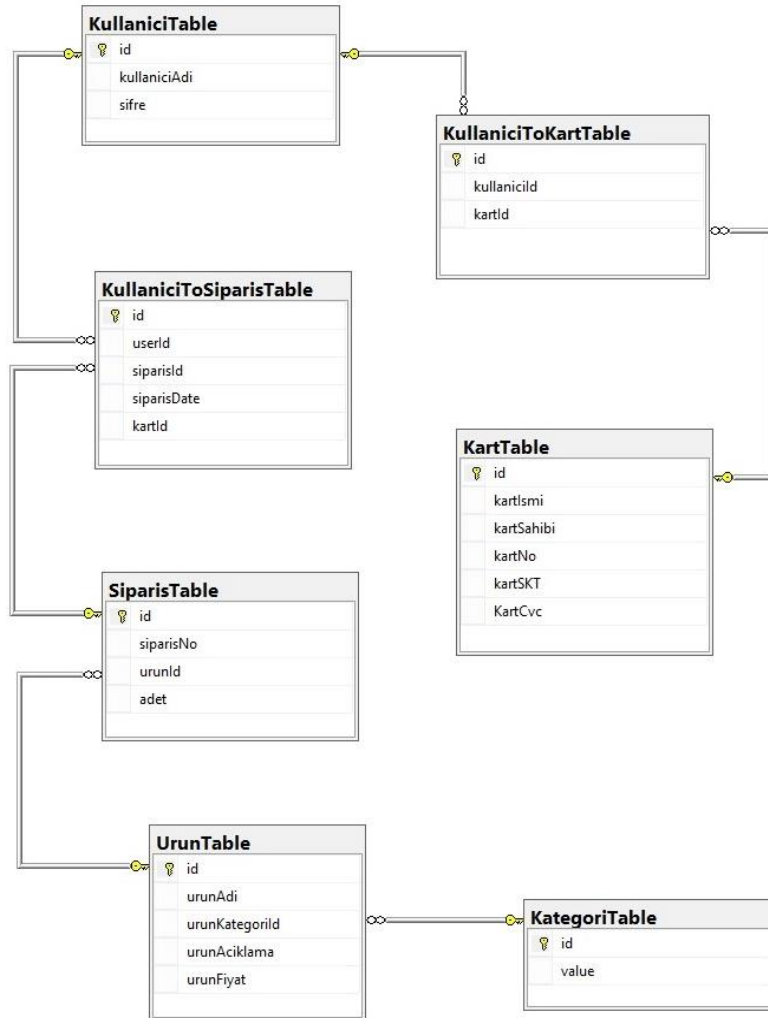 KullaniciTable
id
kullaniciAdi
sifre
KullaniciToKartTable
id
kullaniciId
kartId
KullaniciToSiparisTable
id
userId
siparisId
siparisDate
kartId
KartTable
id
kartIsmi
kartSahibi
kartNo
kartSKT
KartCvc
SiparisTable
id
siparisNo
urunId
adet
UrunTable
id
urunAdi
urunKategoriId
urunAciklama
urunFiyat
KategoriTable
id
value